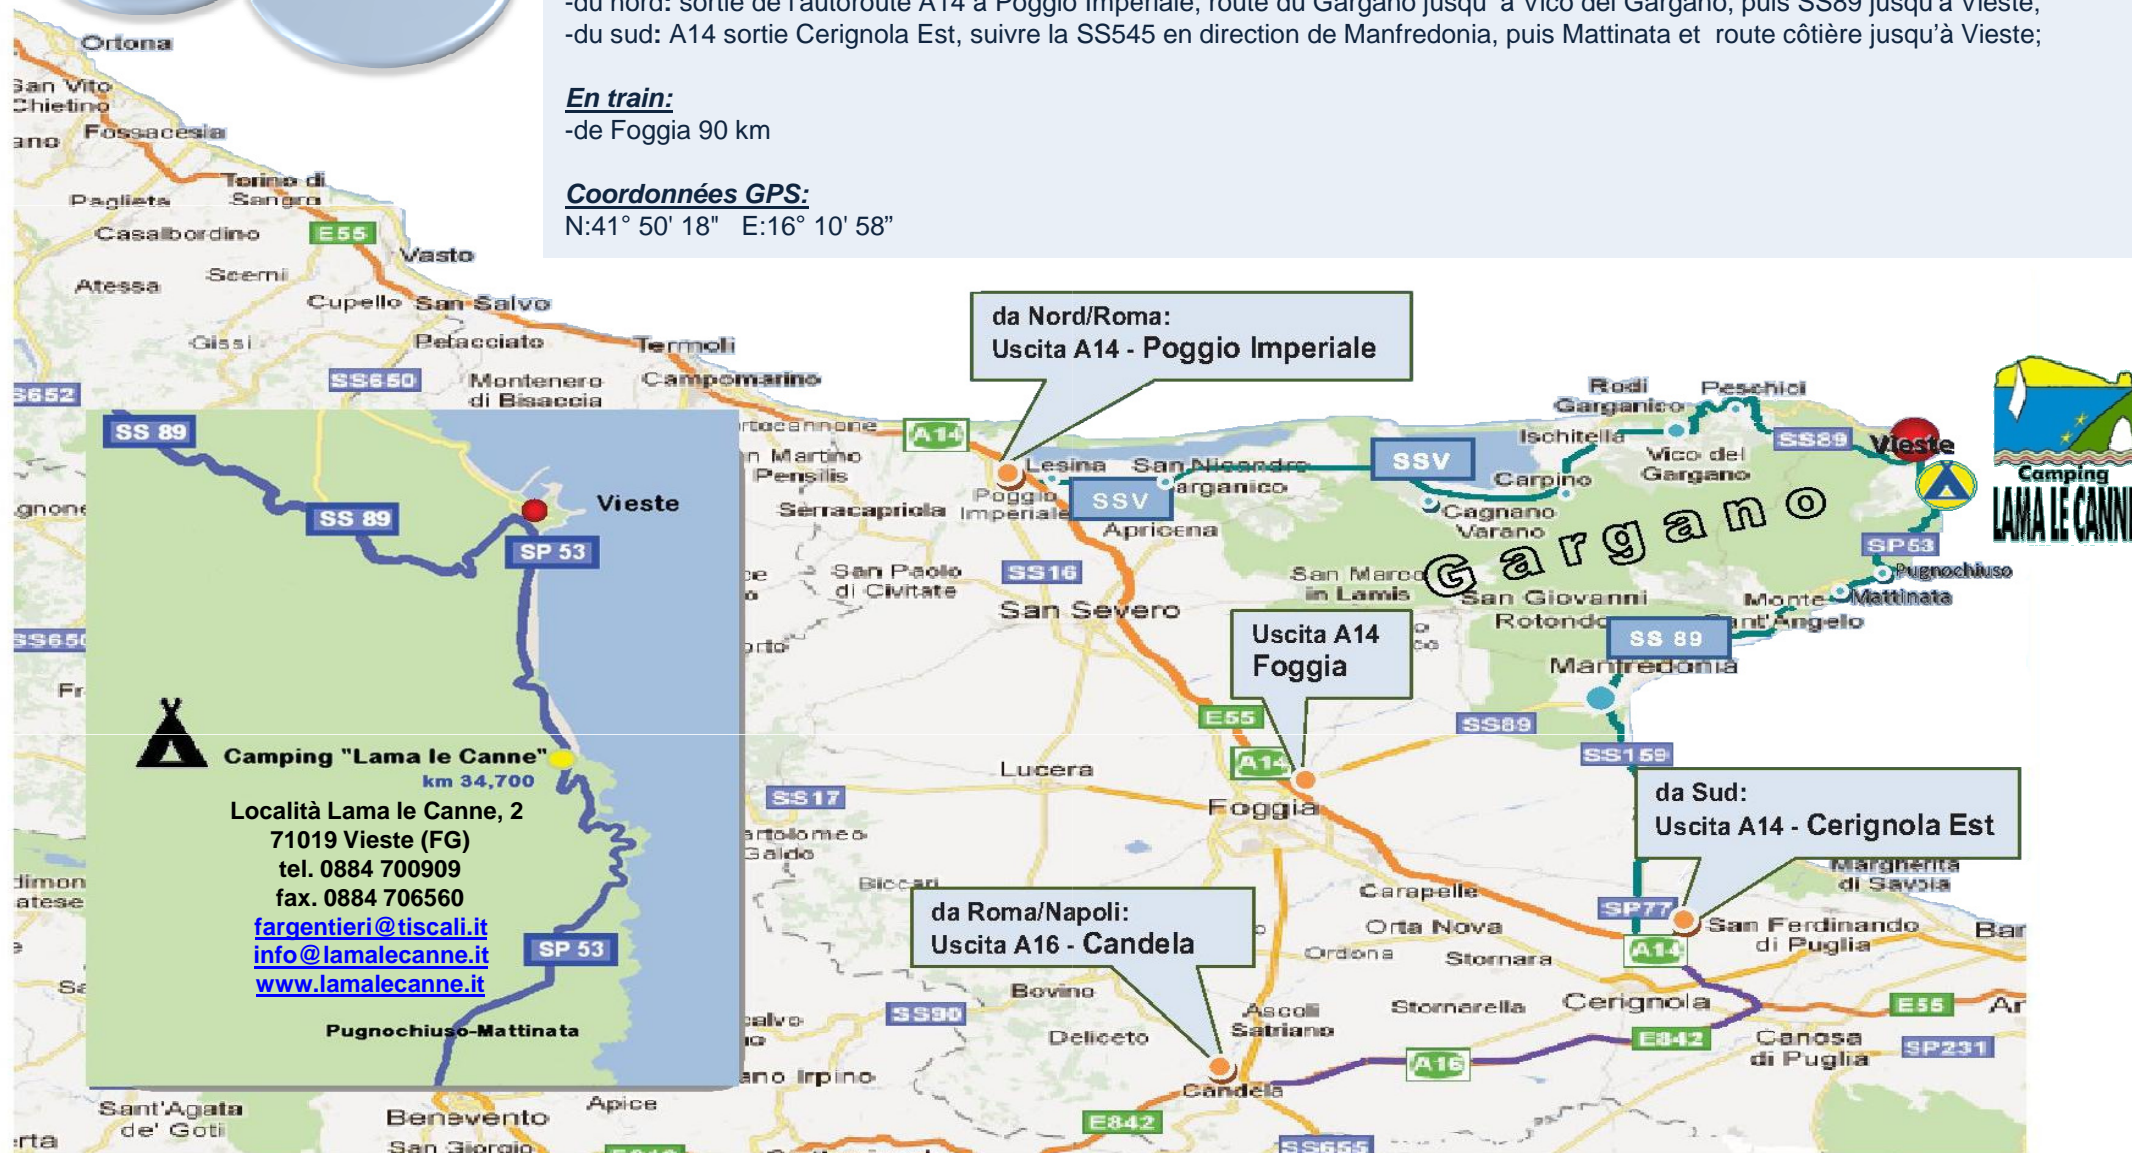 -du nord: sortie de l'autoroute A14 à Poggio Imperiale, route du Gargano jusqu' à Vico del Gargano, puis SS89 jusqu'à Vieste;
-du sud: A14 sortie Cerignola Est, suivre la SS545 en direction de Manfredonia, puis Mattinata et route côtière jusqu'à Vieste;
En train:
-de Foggia 90 km
Coordonnées GPS:
N:41° 50' 18" E:16° 10' 58”
Ortona
San Vito
Chietino
Fossacesia
Torino di
Sangro
Paglieta
Casalbordino
E55
Vasto
Scerni
Atessa
Cupello
San Salvo
Gissi
Petacciato
Termoli
SS650
Montenero
di Bisaccia
Campomarino
da Nord/Roma:
Uscita A14 - Poggio Imperiale
Rodi
Garganico
Peschici
SS89
Vieste
Camping
A14
Ischitella
Vico del
Gargano
SSV
Lesina
San Nicandro
Garganico
Carpino
Poggio
Imperiale
SSV
Serracapriola
Apricena
Cagnano
Varano
Gargano
SP53
Pugnochiuso
Mattinata
San Paolo
di Civitate
SS16
San Marco
in Lamis
San Giovanni
Rotondo
Monte
Sant'Angelo
San Severo
SS 89
Manfredonia
Uscita A14
Foggia
E55
A14
SS89
SS159
Lucera
SS17
Foggia
da Sud:
Uscita A14 - Cerignola Est
Margherita
di Savoia
Biccari
Carapelle
SP77
da Roma/Napoli:
Uscita A16 - Candela
Orta Nova
San Ferdinando
di Puglia
A14
Ordona
Stornara
Bovino
SS90
Ascoli
Satriano
Stornarella
Cerignola
E55
Deliceto
E842
Canosa
di Puglia
SP231
A16
Candela
E842
SS655
SS 89
SS 89
Vieste
SP 53
Camping "Lama le Canne"
km 34,700
Località Lama le Canne, 2
71019 Vieste (FG)
tel. 0884 700909
fax. 0884 706560
fargentieri@tiscali.it
info@lamalecanne.it
www.lamalecanne.it
SP 53
Pugnochiuso-Mattinata
Sant'Agata
de' Goti
Benevento
Apice
San Giorgio